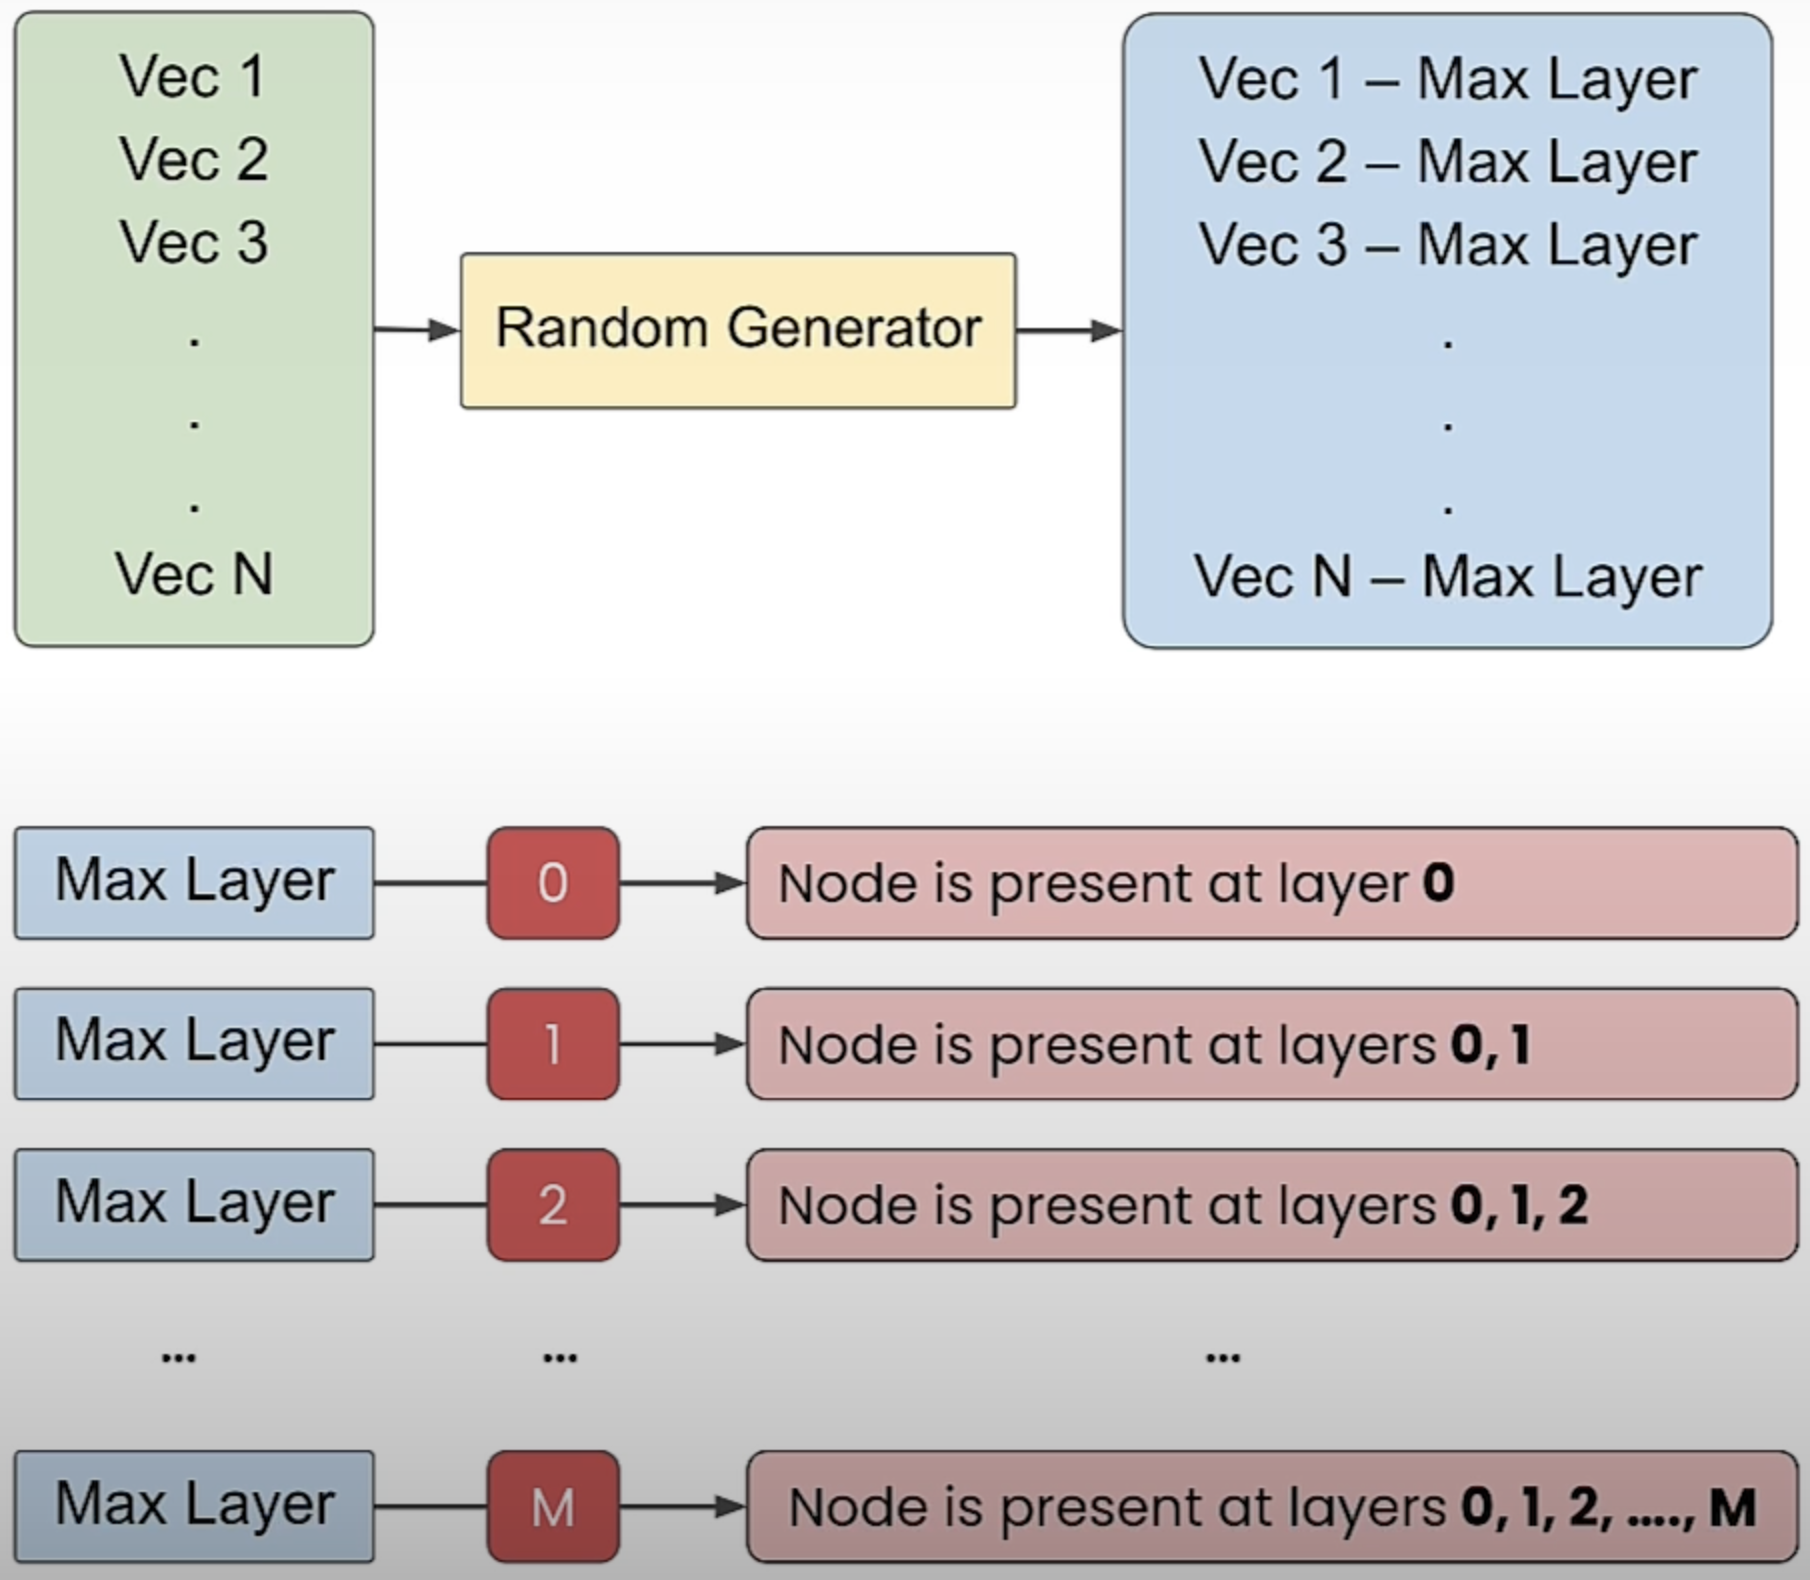 Vec 1
Vec 2
Vec 3
.
.
.
Vec N
Random Generator
Vec 1 – Max Layer
Vec 2 – Max Layer
Vec 3 – Max Layer
.
.
.
Vec N – Max Layer
Max Layer 0 Node is present at layer 0
Max Layer 1 Node is present at layers 0, 1
Max Layer 2 Node is present at layers 0, 1, 2
... ... ...
Max Layer M Node is present at layers 0, 1, 2, ...., M